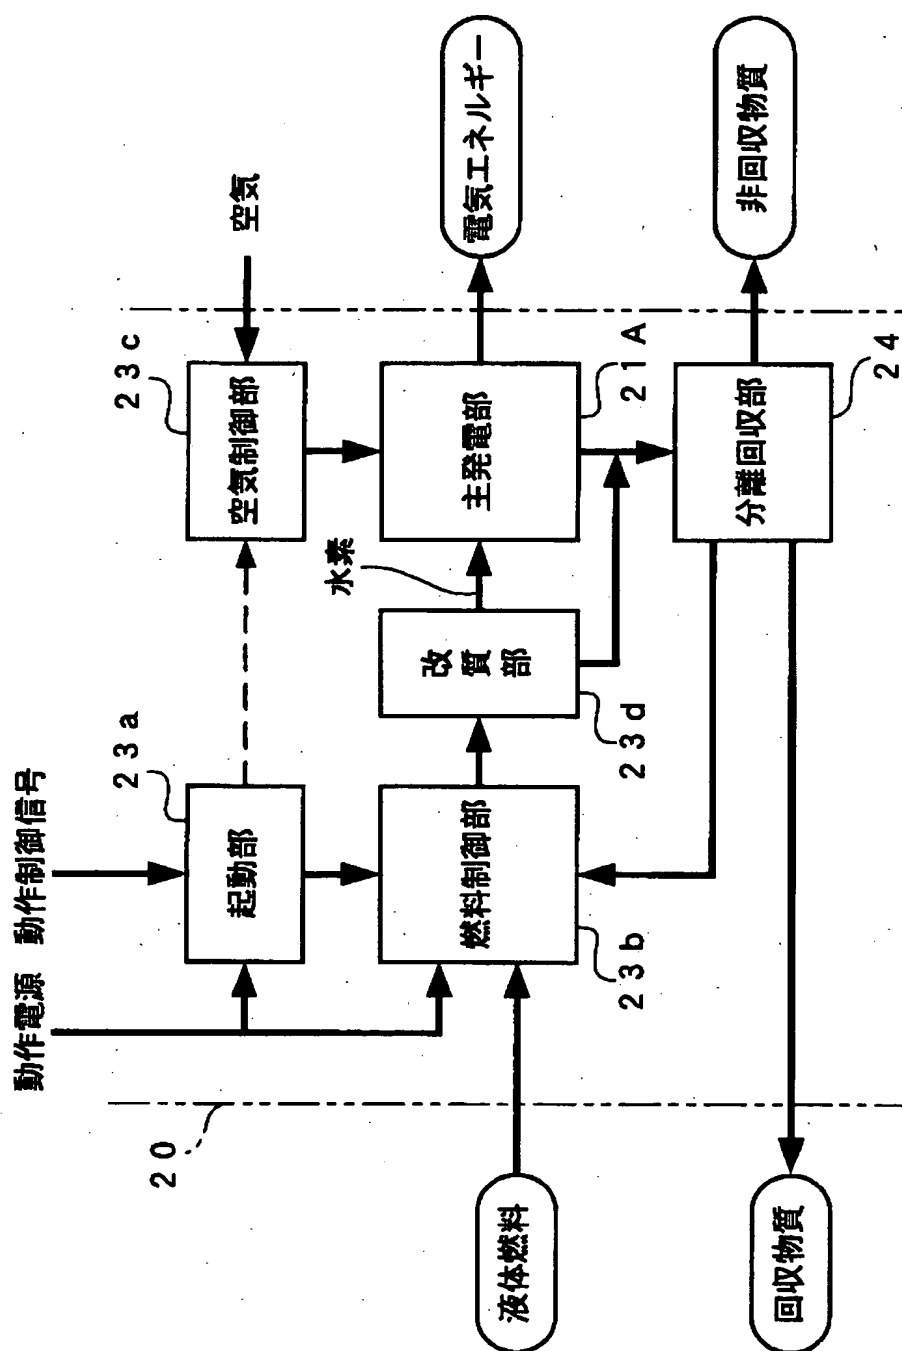 動作電源
動作制御信号
20
23a
起動部
23c
空気制御部
空気
液体燃料
燃料制御部
23b
改質部
23d
水素
主発電部
21A
電気エネルギー
分離回収部
24
回収物質
非回収物質